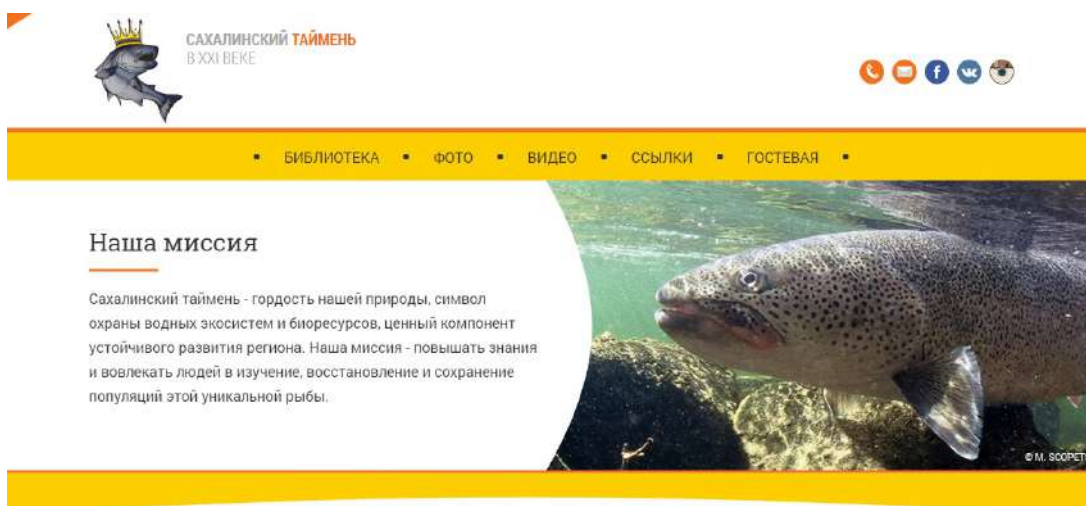 САХАЛИНСКИЙ ТАЙМЕНЬ
В XXI ВЕКЕ
БИБЛИОТЕКА ФОТО ВИДЕО ССЫЛКИ ГОСТЕВАЯ
Наша миссия
Сахалинский таймень - гордость нашей природы, символ
охраны водных экосистем и биоресурсов, ценный компонент
устойчивого развития региона. Наша миссия - повышать знания
и вовлекать людей в изучение, восстановление и сохранение
популяций этой уникальной рыбы.
© M. SCOPETS